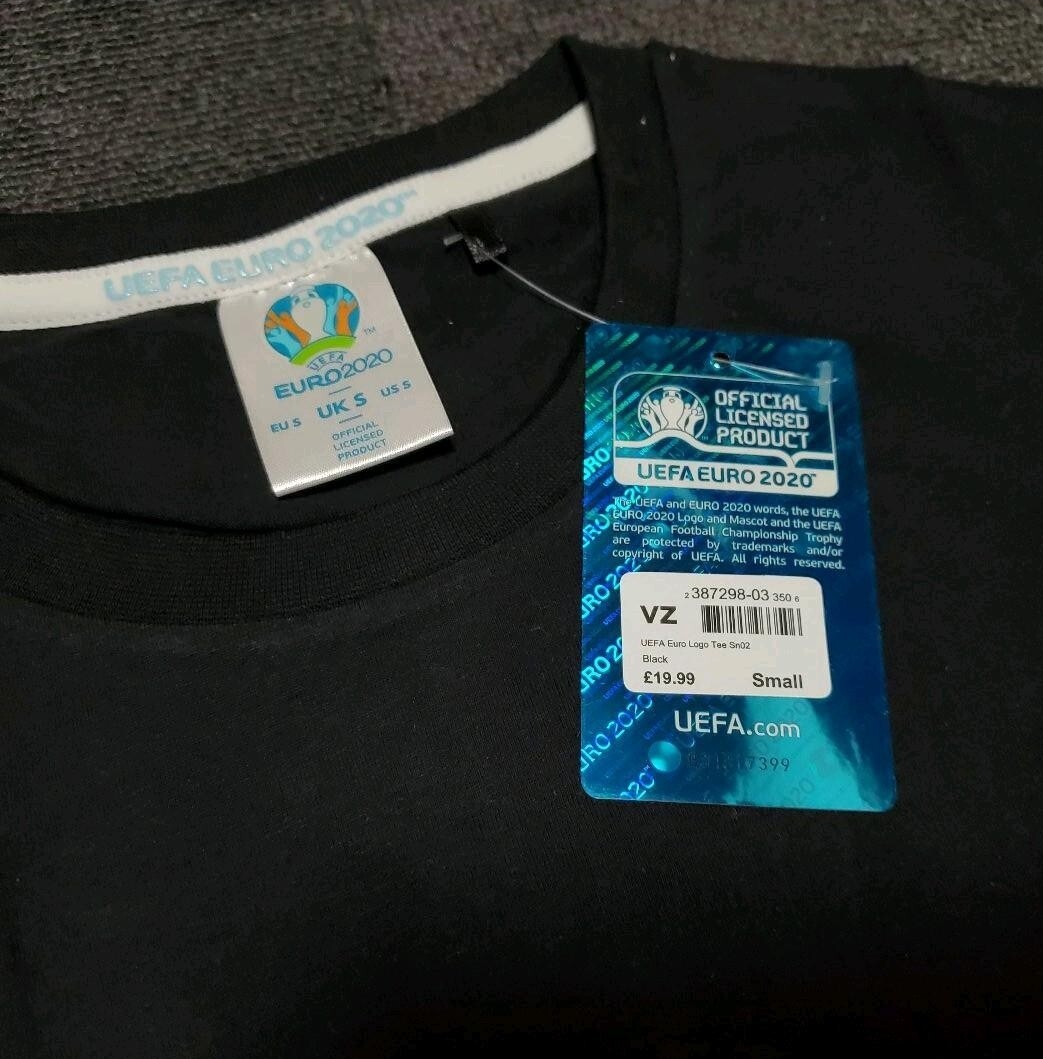 UEFA EURO 2020™
TM
UEFA
EURO2020
EU S UK S US S
OFFICIAL
LICENSED
PRODUCT
OFFICIAL
LICENSED
PRODUCT
UEFA EURO 2020™
The UEFA and EURO 2020 words, the UEFA
EURO 2020 Logo and Mascot and the UEFA
European Football Championship Trophy
are protected by trademarks and/or
copyright of UEFA. All rights reserved.
2 387298-03 350 6
VZ
UEFA Euro Logo Tee Sn02
Black
£19.99 Small
UEFA.com